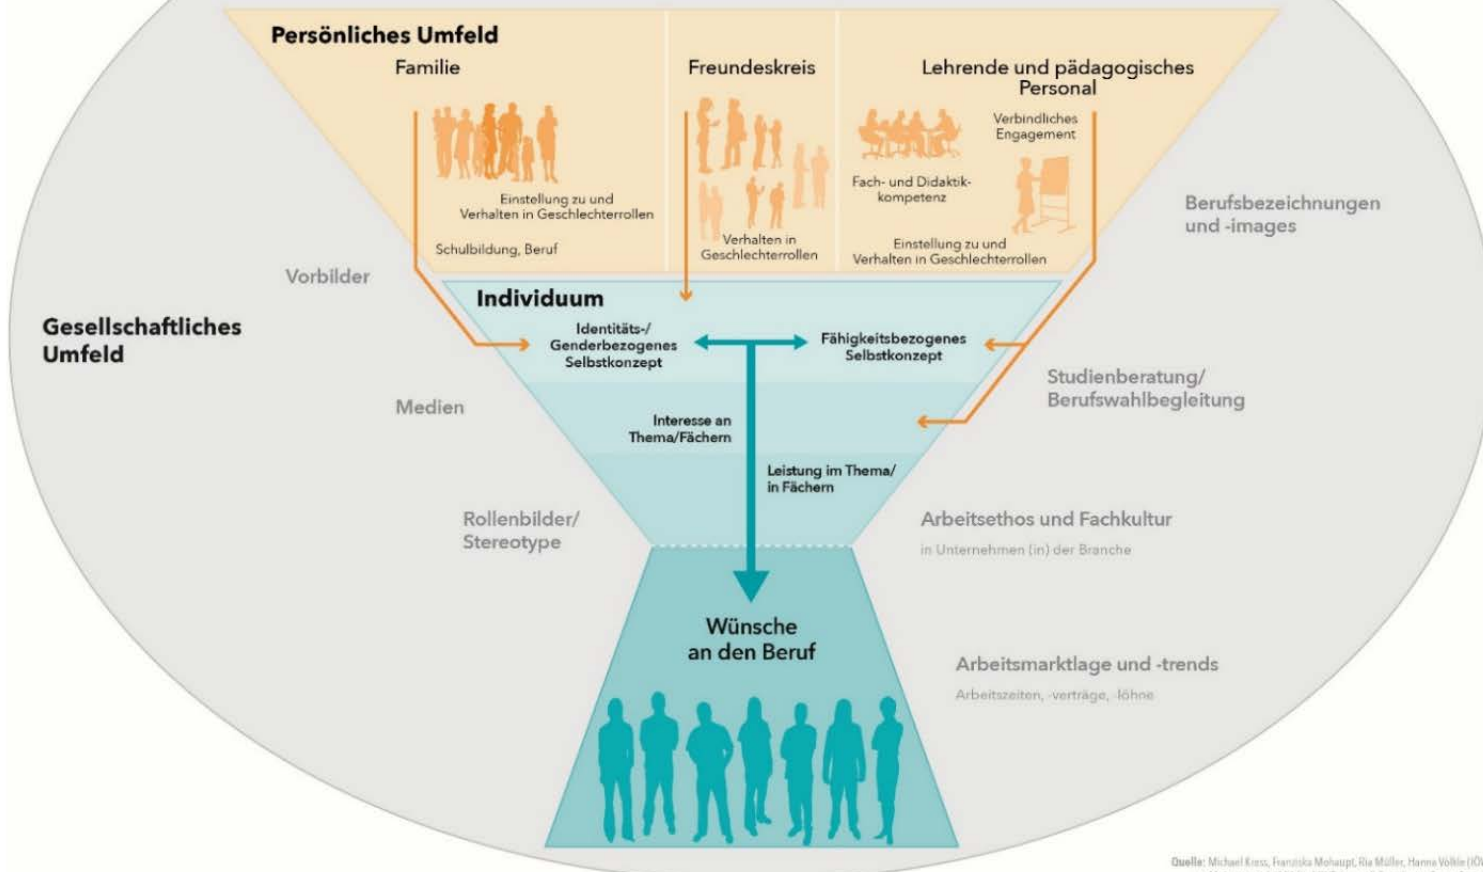 Persönliches Umfeld
Familie
Einstellung zu und
Verhalten in Geschlechterrollen
Schulbildung, Beruf
Freundeskreis
Verhalten in
Geschlechterrollen
Lehrende und pädagogisches
Personal
Verbindliches
Engagement
Fach- und Didaktik-
kompetenz
Einstellung zu und
Verhalten in Geschlechterrollen
Berufsbezeichnungen
und -images
Vorbilder
Gesellschaftliches
Umfeld
Individuum
Identitäts-/
Genderbezogenes
Selbstkonzept
Fähigkeitsbezogenes
Selbstkonzept
Studienberatung/
Berufswahlbegleitung
Medien
Interesse an
Thema/Fächern
Leistung im Thema/
in Fächern
Rollenbilder/
Stereotype
Arbeitsethos und Fachkultur
in Unternehmen (in) der Branche
Wünsche
an den Beruf
Arbeitsmarktlage und -trends
Arbeitszeiten, -verträge, -löhne
Quelle: Michael Kress, Franziska Mohaupt, Ria Müller, Hanna Völkle